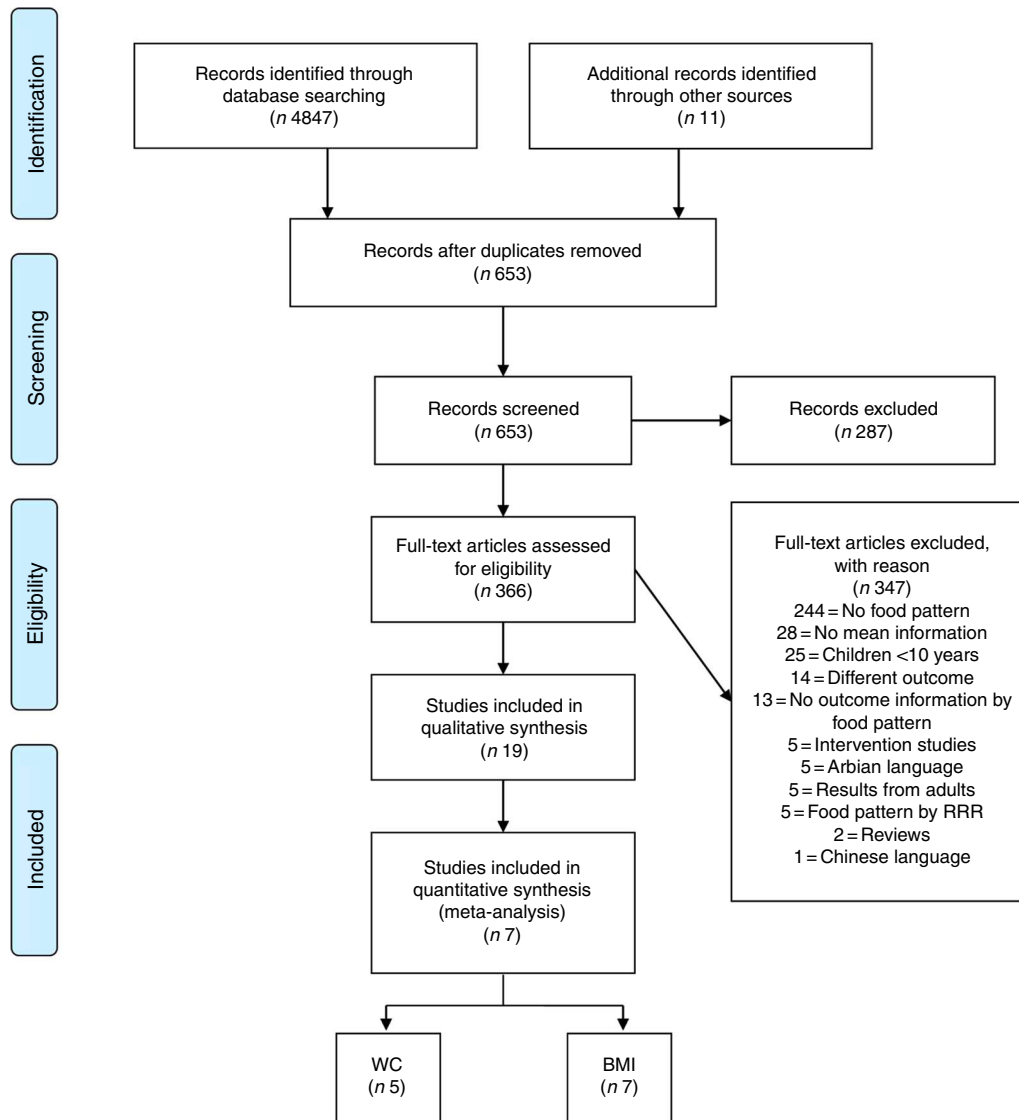 Identification
Records identified through
database searching
(n 4847)
Additional records identified
through other sources
(n 11)
Screening
Records after duplicates removed
(n 653)
Records screened
(n 653)
Records excluded
(n 287)
Eligibility
Full-text articles assessed
for eligibility
(n 366)
Full-text articles excluded,
with reason
(n 347)
244 = No food pattern
28 = No mean information
25 = Children <10 years
14 = Different outcome
13 = No outcome information by
food pattern
5 = Intervention studies
5 = Arbian language
5 = Results from adults
5 = Food pattern by RRR
2 = Reviews
1 = Chinese language
Studies included in
qualitative synthesis
(n 19)
Included
Studies included in
quantitative synthesis
(meta-analysis)
(n 7)
WC
(n 5)
BMI
(n 7)